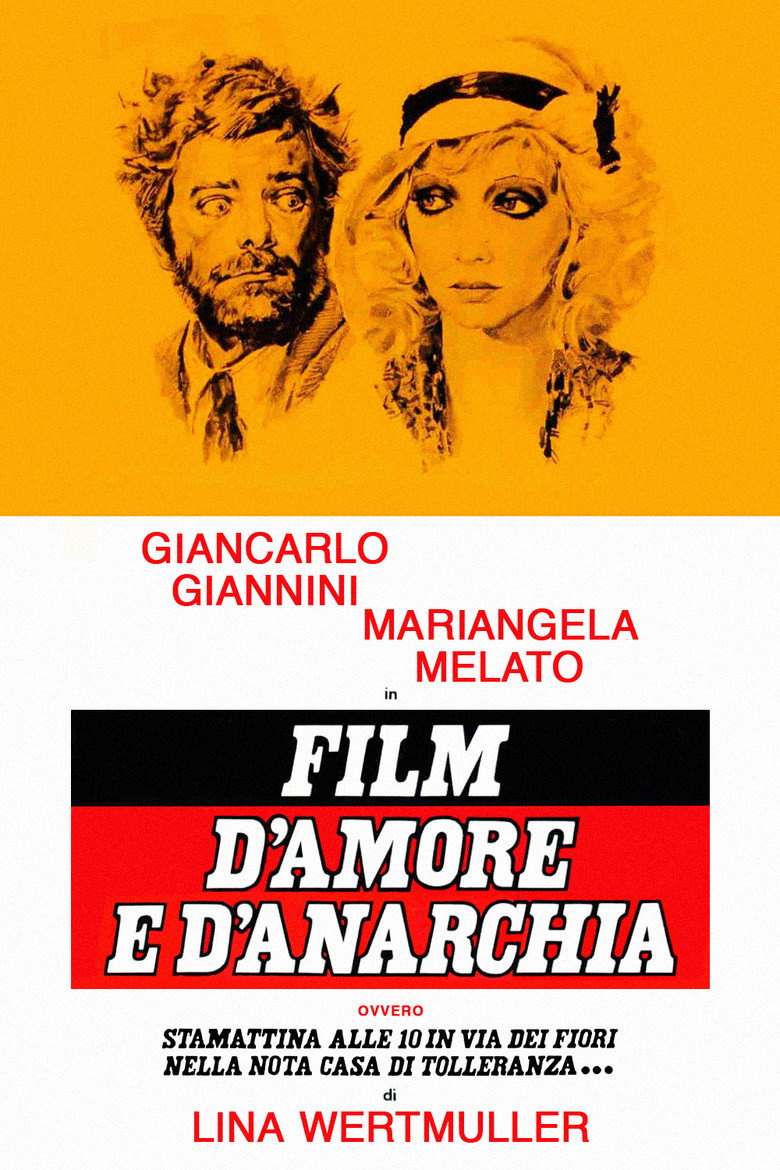 GIANCARLO
GIANNINI
MARIANGELA
MELATO
in
FILM
D'AMORE
E D'ANARCHIA
OVVERO
STAMATTINA ALLE 10 IN VIA DEI FIORI
NELLA NOTA CASA DI TOLLERANZA...
di
LINA WERTMULLER